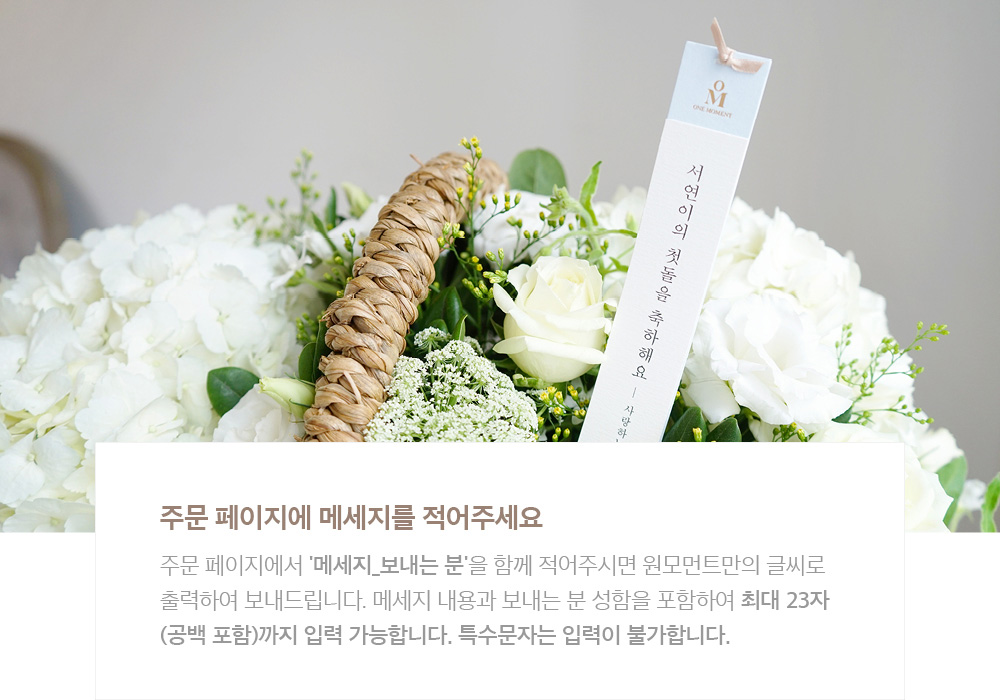 OM
ONE MOMENT
서연이의 첫돌을 축하해요 ㅡ 사랑하
주문 페이지에 메세지를 적어주세요
주문 페이지에서 '메세지_보내는 분'을 함께 적어주시면 원모먼트만의 글씨로
출력하여 보내드립니다. 메세지 내용과 보내는 분 성함을 포함하여 최대 23자
(공백 포함)까지 입력 가능합니다. 특수문자는 입력이 불가합니다.